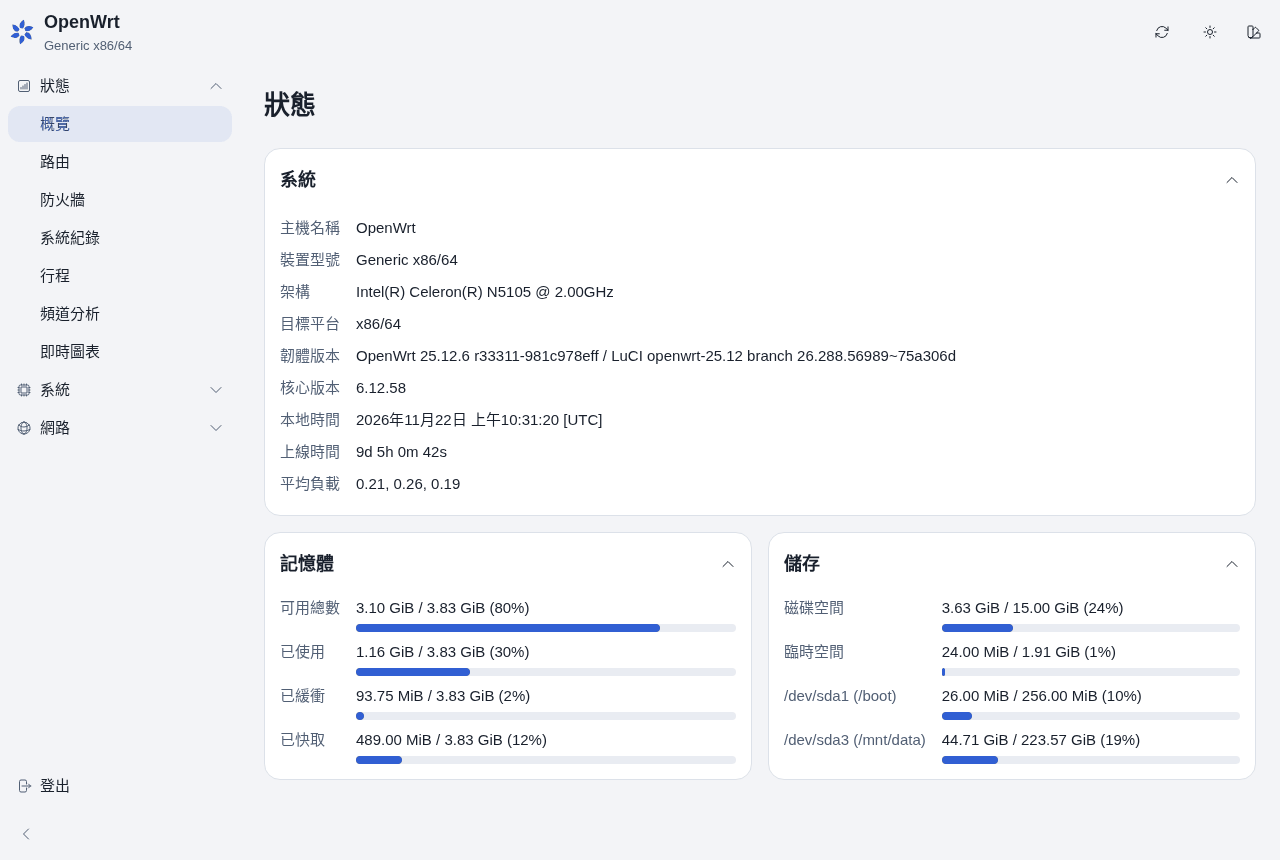 OpenWrt
Generic x86/64
狀態
概覽
路由
防火牆
系統紀錄
行程
頻道分析
即時圖表
系統
網路
登出
狀態
系統
主機名稱 OpenWrt
裝置型號 Generic x86/64
架構 Intel(R) Celeron(R) N5105 @ 2.00GHz
目標平台 x86/64
韌體版本 OpenWrt 25.12.6 r33311-981c978eff / LuCI openwrt-25.12 branch 26.288.56989~75a306d
核心版本 6.12.58
本地時間 2026年11月22日 上午10:31:20 [UTC]
上線時間 9d 5h 0m 42s
平均負載 0.21, 0.26, 0.19
記憶體
可用總數 3.10 GiB / 3.83 GiB (80%)
已使用 1.16 GiB / 3.83 GiB (30%)
已緩衝 93.75 MiB / 3.83 GiB (2%)
已快取 489.00 MiB / 3.83 GiB (12%)
儲存
磁碟空間 3.63 GiB / 15.00 GiB (24%)
臨時空間 24.00 MiB / 1.91 GiB (1%)
/dev/sda1 (/boot) 26.00 MiB / 256.00 MiB (10%)
/dev/sda3 (/mnt/data) 44.71 GiB / 223.57 GiB (19%)